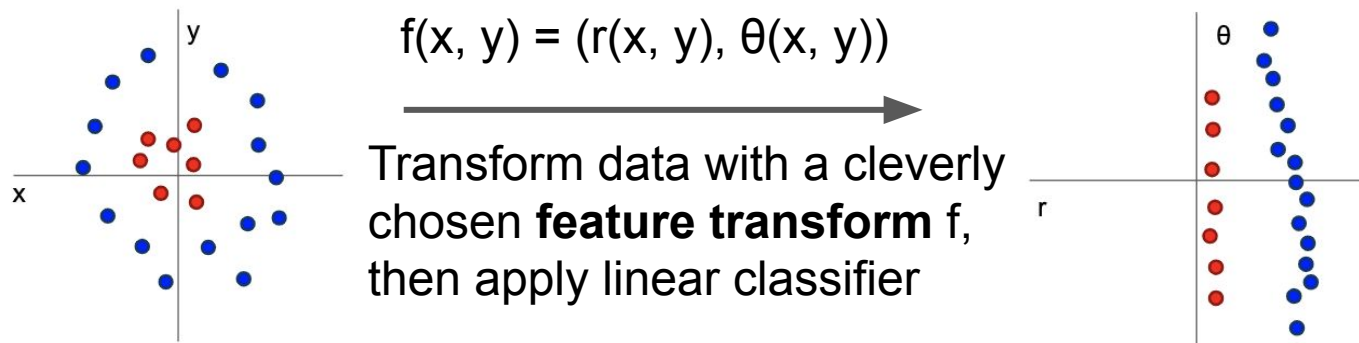 y
x
f(x, y) = (r(x, y), θ(x, y))
Transform data with a cleverly
chosen feature transform f,
then apply linear classifier
θ
r